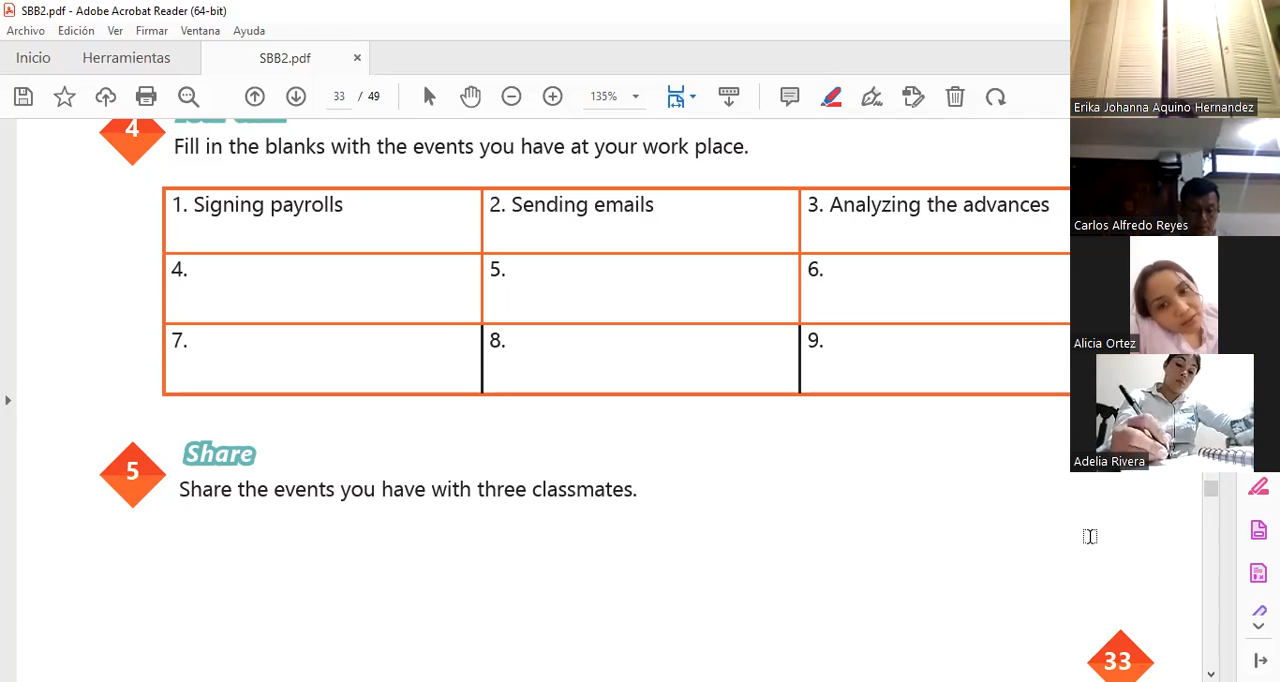 SBB2.pdf - Adobe Acrobat Reader (64-bit)
Archivo Edición Ver Firmar Ventana Ayuda
Inicio Herramientas SBB2.pdf ×
33 / 49 135%
4
Fill in the blanks with the events you have at your work place.
1. Signing payrolls 2. Sending emails 3. Analyzing the advances
4. 5. 6.
7. 8. 9.
5 Share
Share the events you have with three classmates.
33
Erika Johanna Aquino Hernandez
Carlos Alfredo Reyes
Alicia Ortez
Adelia Rivera